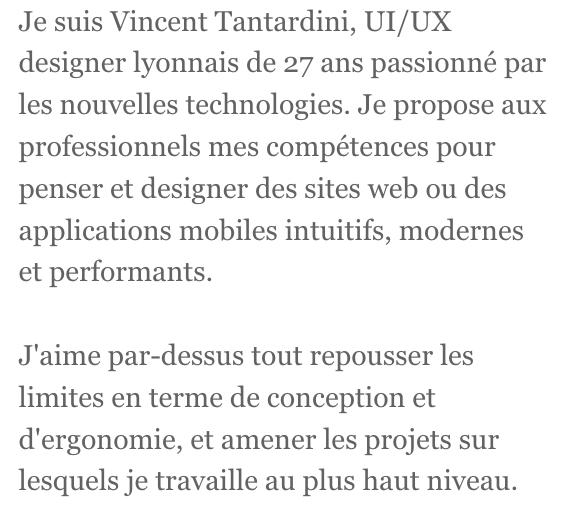 Je suis Vincent Tantardini, UI/UX
designer lyonnais de 27 ans passionné par
les nouvelles technologies. Je propose aux
professionnels mes compétences pour
penser et designer des sites web ou des
applications mobiles intuitifs, modernes
et performants.
J'aime par-dessus tout repousser les
limites en terme de conception et
d'ergonomie, et amener les projets sur
lesquels je travaille au plus haut niveau.